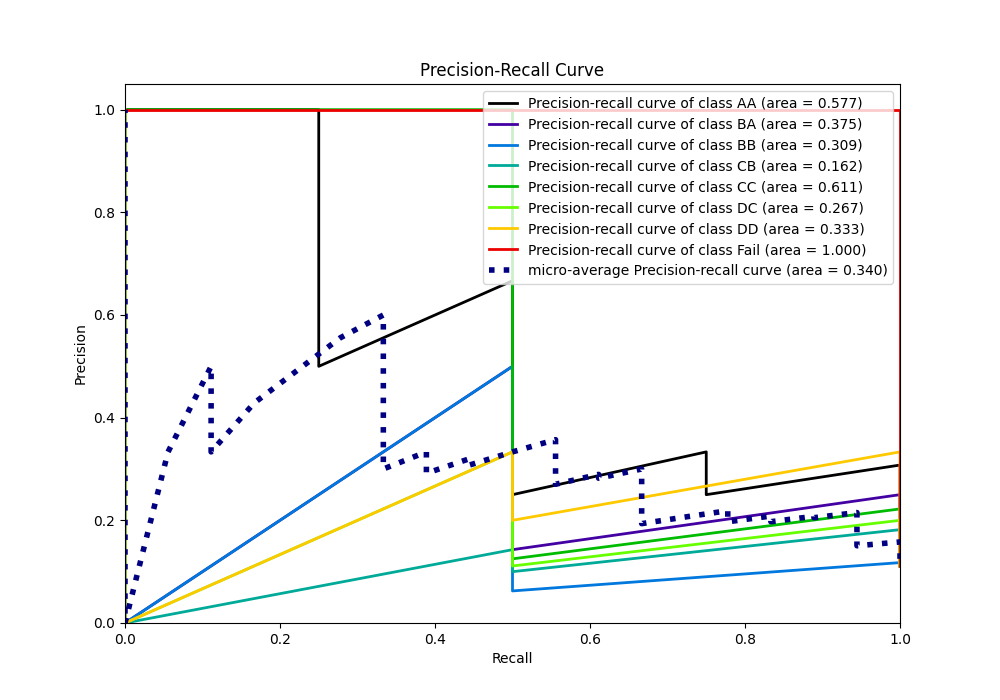 Precision-Recall Curve
Precision-recall curve of class AA (area = 0.577)
Precision-recall curve of class BA (area = 0.375)
Precision-recall curve of class BB (area = 0.309)
Precision-recall curve of class CB (area = 0.162)
Precision-recall curve of class CC (area = 0.611)
Precision-recall curve of class DC (area = 0.267)
Precision-recall curve of class DD (area = 0.333)
Precision-recall curve of class Fail (area = 1.000)
micro-average Precision-recall curve (area = 0.340)
Precision
1.0
0.8
0.6
0.4
0.2
0.0
0.0 0.2 0.4 0.6 0.8 1.0
Recall